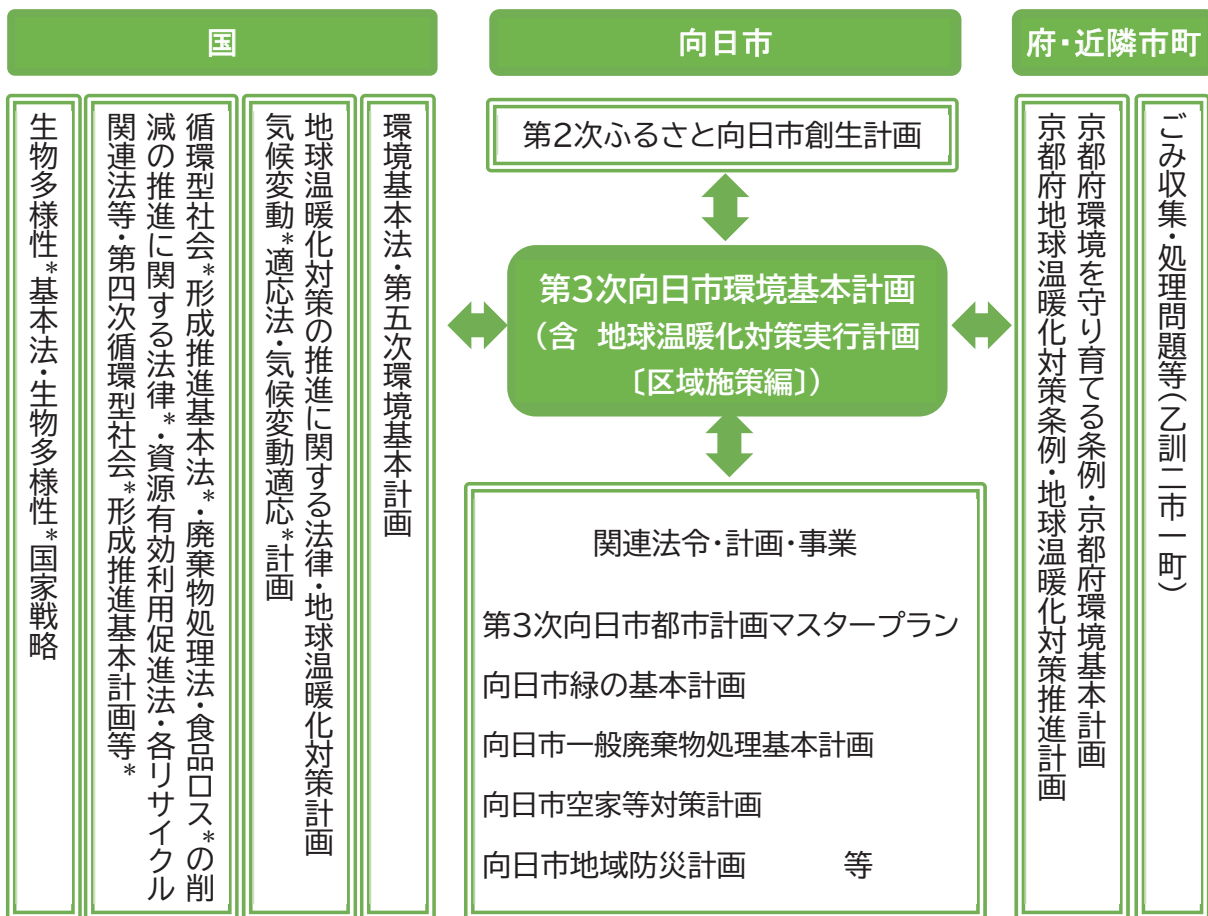 国
環境基本法・第五次環境基本計画
地球温暖化対策の推進に関する法律・地球温暖化対策計画
気候変動*適応法・気候変動適応*計画
循環型社会*形成推進基本法*・廃棄物処理法・食品ロス*の削
減の推進に関する法律*・資源有効利用促進法・各リサイクル
関連法等・第四次循環型社会*形成推進基本計画等*
生物多様性*基本法・生物多様性*国家戦略
向日市
第2次ふるさと向日市創生計画
第3次向日市環境基本計画
(含 地球温暖化対策実行計画
〔区域施策編〕)
関連法令・計画・事業
第3次向日市都市計画マスタープラン
向日市緑の基本計画
向日市一般廃棄物処理基本計画
向日市空家等対策計画
向日市地域防災計画 等
府・近隣市町
ごみ収集・処理問題等(乙訓二市一町)
京都府環境を守り育てる条例・京都府環境基本計画
京都府地球温暖化対策条例・地球温暖化対策推進計画